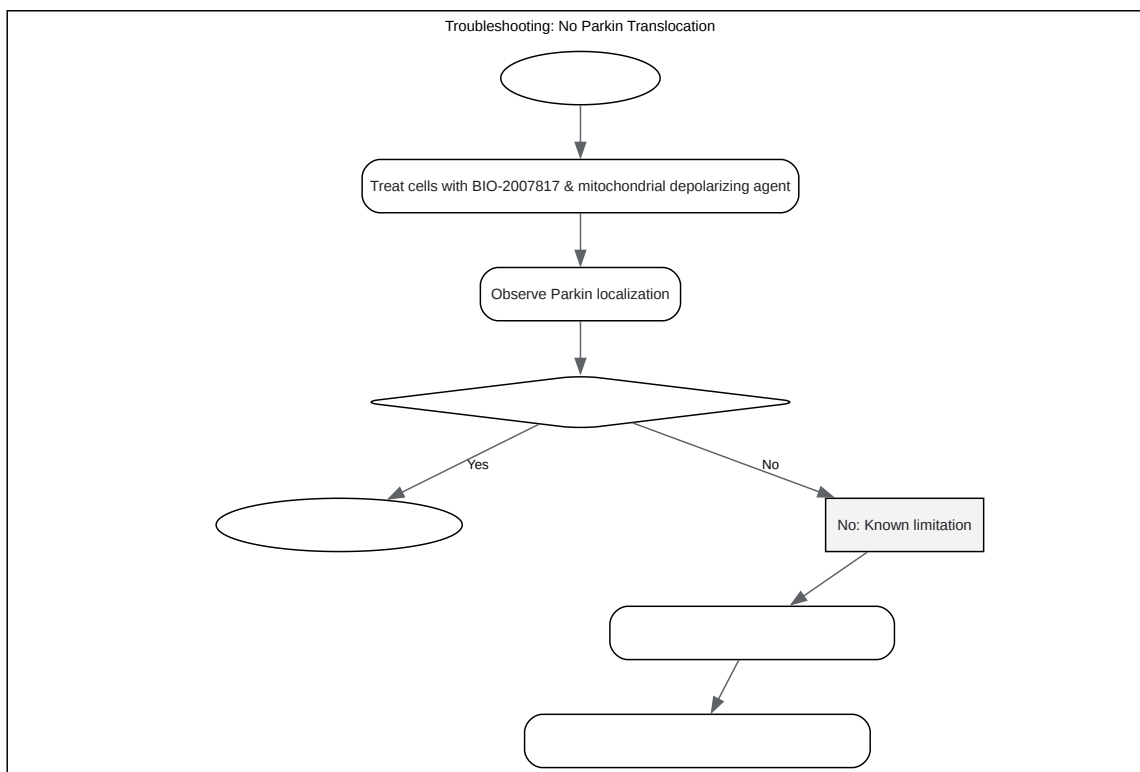 Troubleshooting: No Parkin Translocation
Treat cells with BIO-2007817 & mitochondrial depolarizing agent
Observe Parkin localization
Yes
No
No: Known limitation